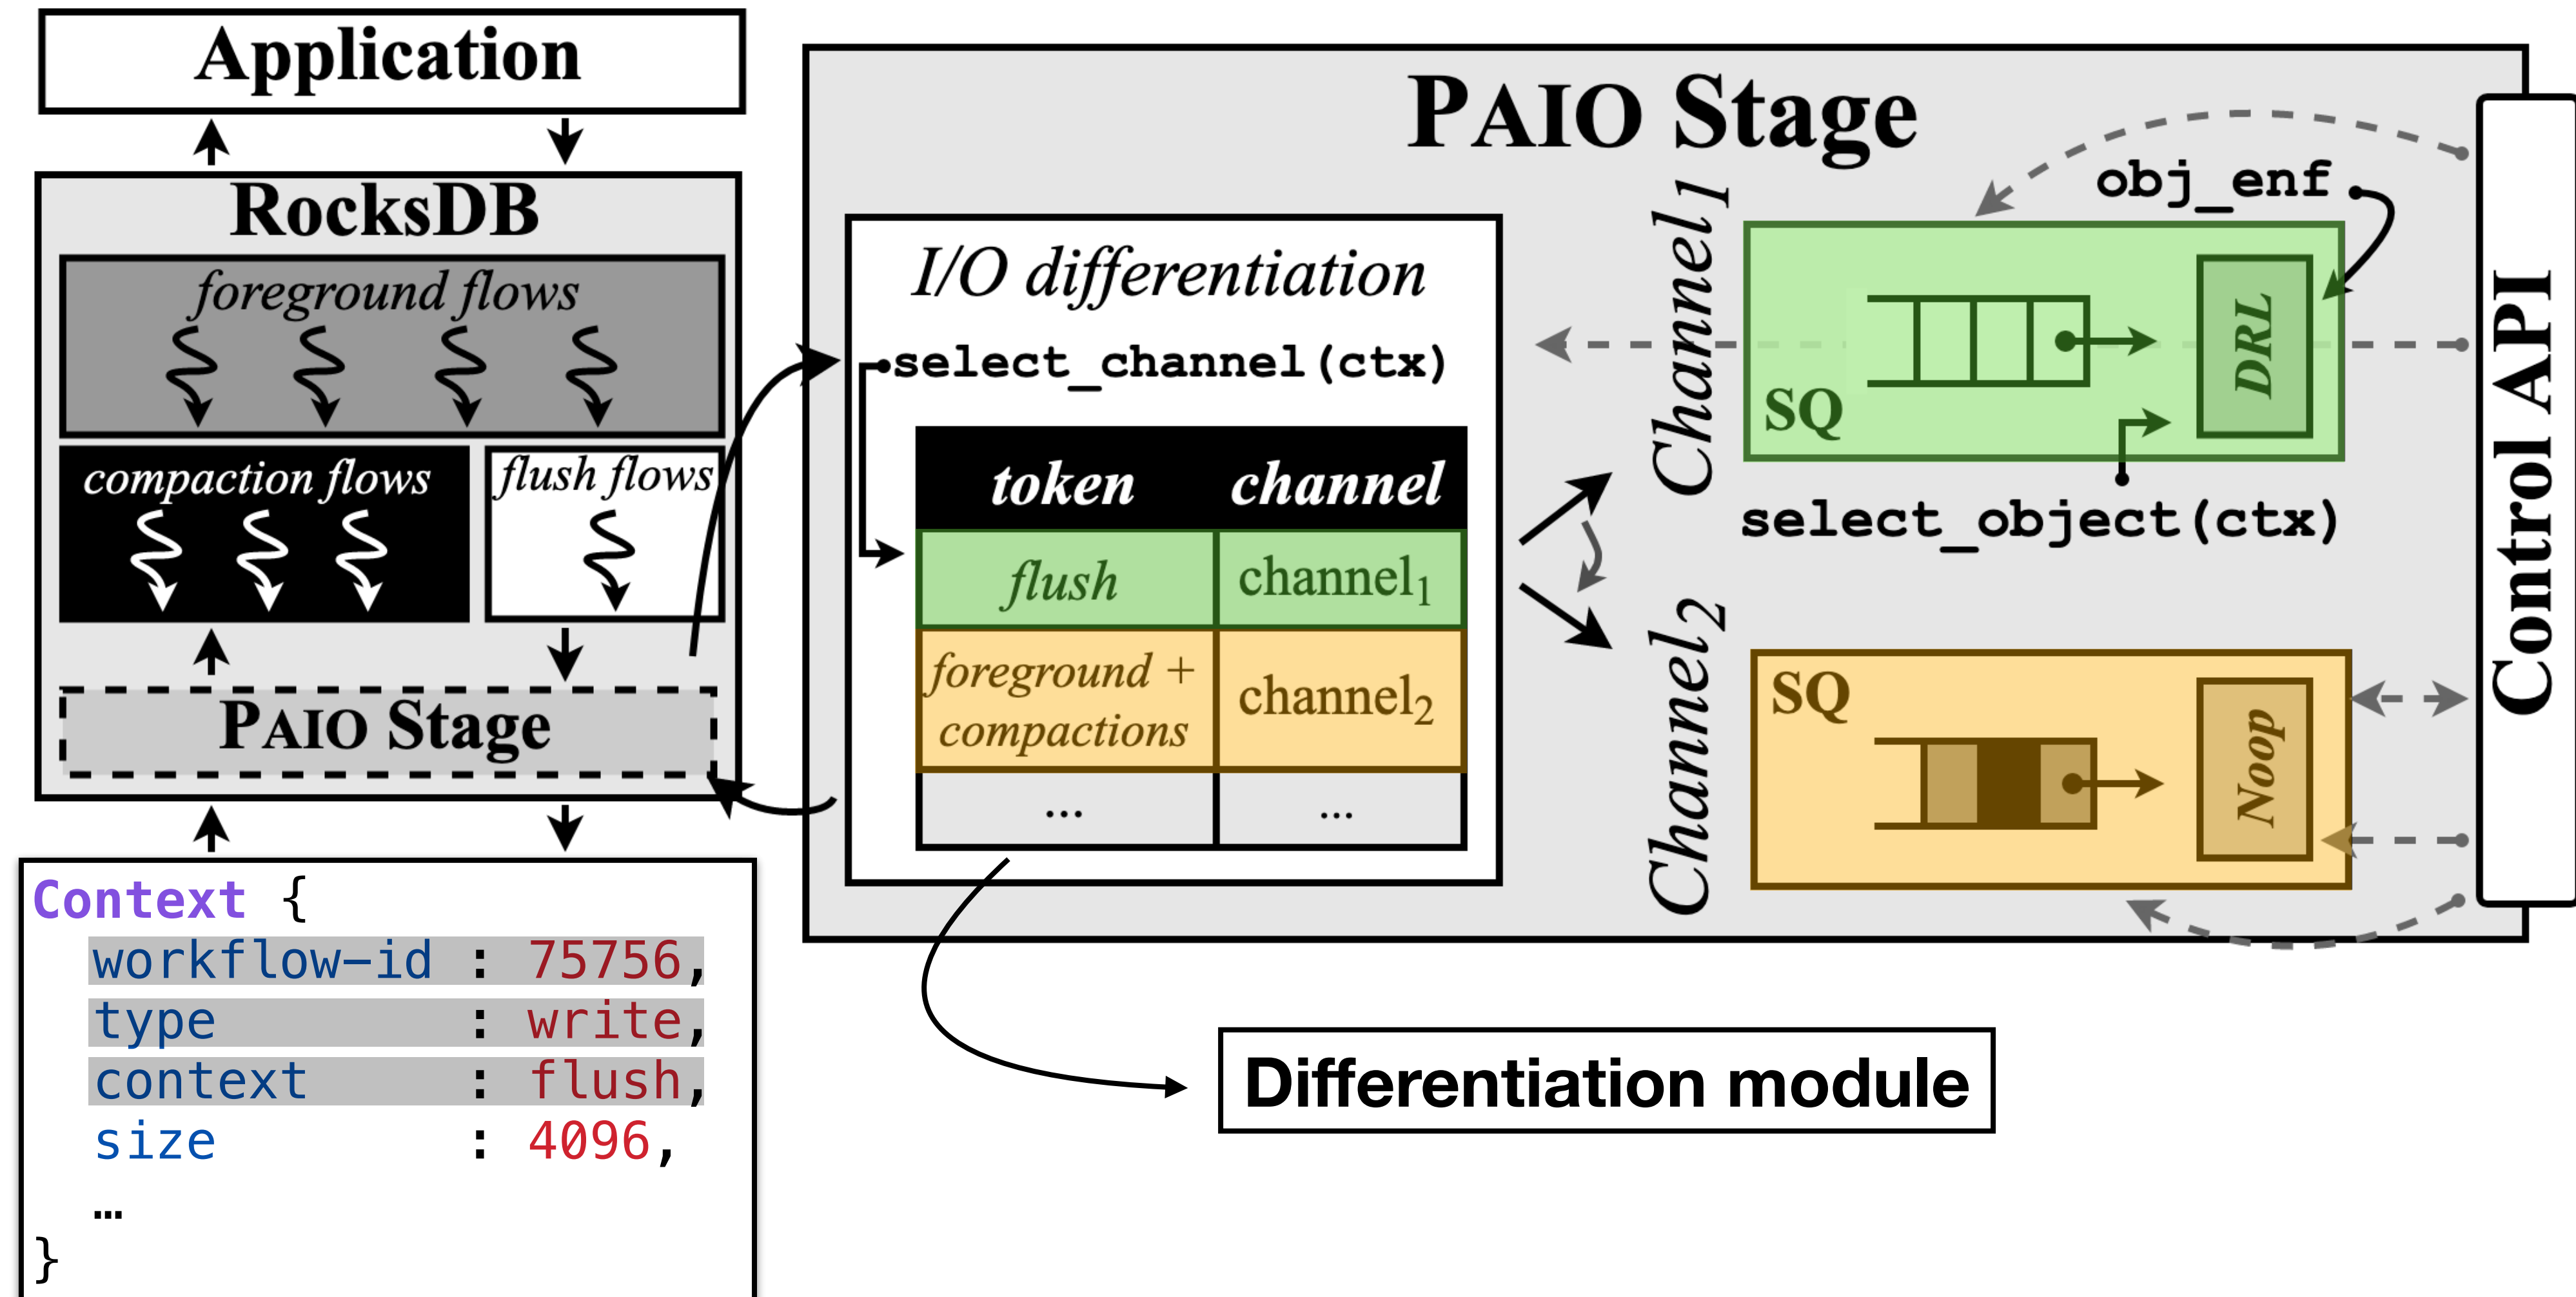 Application
RocksDB
foreground flows
compaction flows
flush flows
PAIO Stage
Context {
workflow-id : 75756,
type : write,
context : flush,
size : 4096,
…
}
PAIO Stage
I/O differentiation
select_channel(ctx)
token channel
flush channel₁
foreground + compactions channel₂
... ...
Differentiation module
Channel₁
obj_enf
SQ
DRL
select_object(ctx)
Channel₂
SQ
Noop
Control API